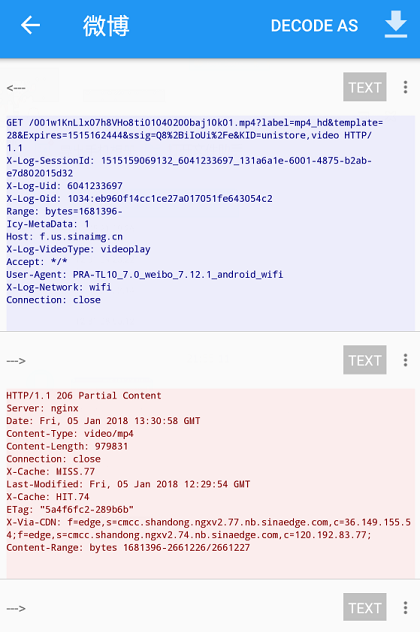 微博 DECODE AS
<--- TEXT
GET /001w1KnLlx07h8VHo8ti01040200baj10k01.mp4?label=mp4_hd&template=
28&Expires=1515162444&ssig=Q8%2BiIoUi%2Fe&KID=unistore,video HTTP/
1.1
X-Log-SessionId: 1515159069132_6041233697_131a6a1e-6001-4875-b2ab-
e7d802015d32
X-Log-Uid: 6041233697
X-Log-Oid: 1034:eb960f14cc1ce27a017051fe643054c2
Range: bytes=1681396-
Icy-MetaData: 1
Host: f.us.sinaimg.cn
X-Log-VideoType: videoplay
Accept: */*
User-Agent: PRA-TL10_7.0_weibo_7.12.1_android_wifi
X-Log-Network: wifi
Connection: close
---> TEXT
HTTP/1.1 206 Partial Content
Server: nginx
Date: Fri, 05 Jan 2018 13:30:58 GMT
Content-Type: video/mp4
Content-Length: 979831
Connection: close
X-Cache: MISS.77
Last-Modified: Fri, 05 Jan 2018 12:29:54 GMT
X-Cache: HIT.74
ETag: "5a4f6fc2-289b6b"
X-Via-CDN: f=edge,s=cmcc.shandong.ngxv2.77.nb.sinaedge.com,c=36.149.155.5
4;f=edge,s=cmcc.shandong.ngxv2.74.nb.sinaedge.com,c=120.192.83.77;
Content-Range: bytes 1681396-2661226/2661227
---> TEXT